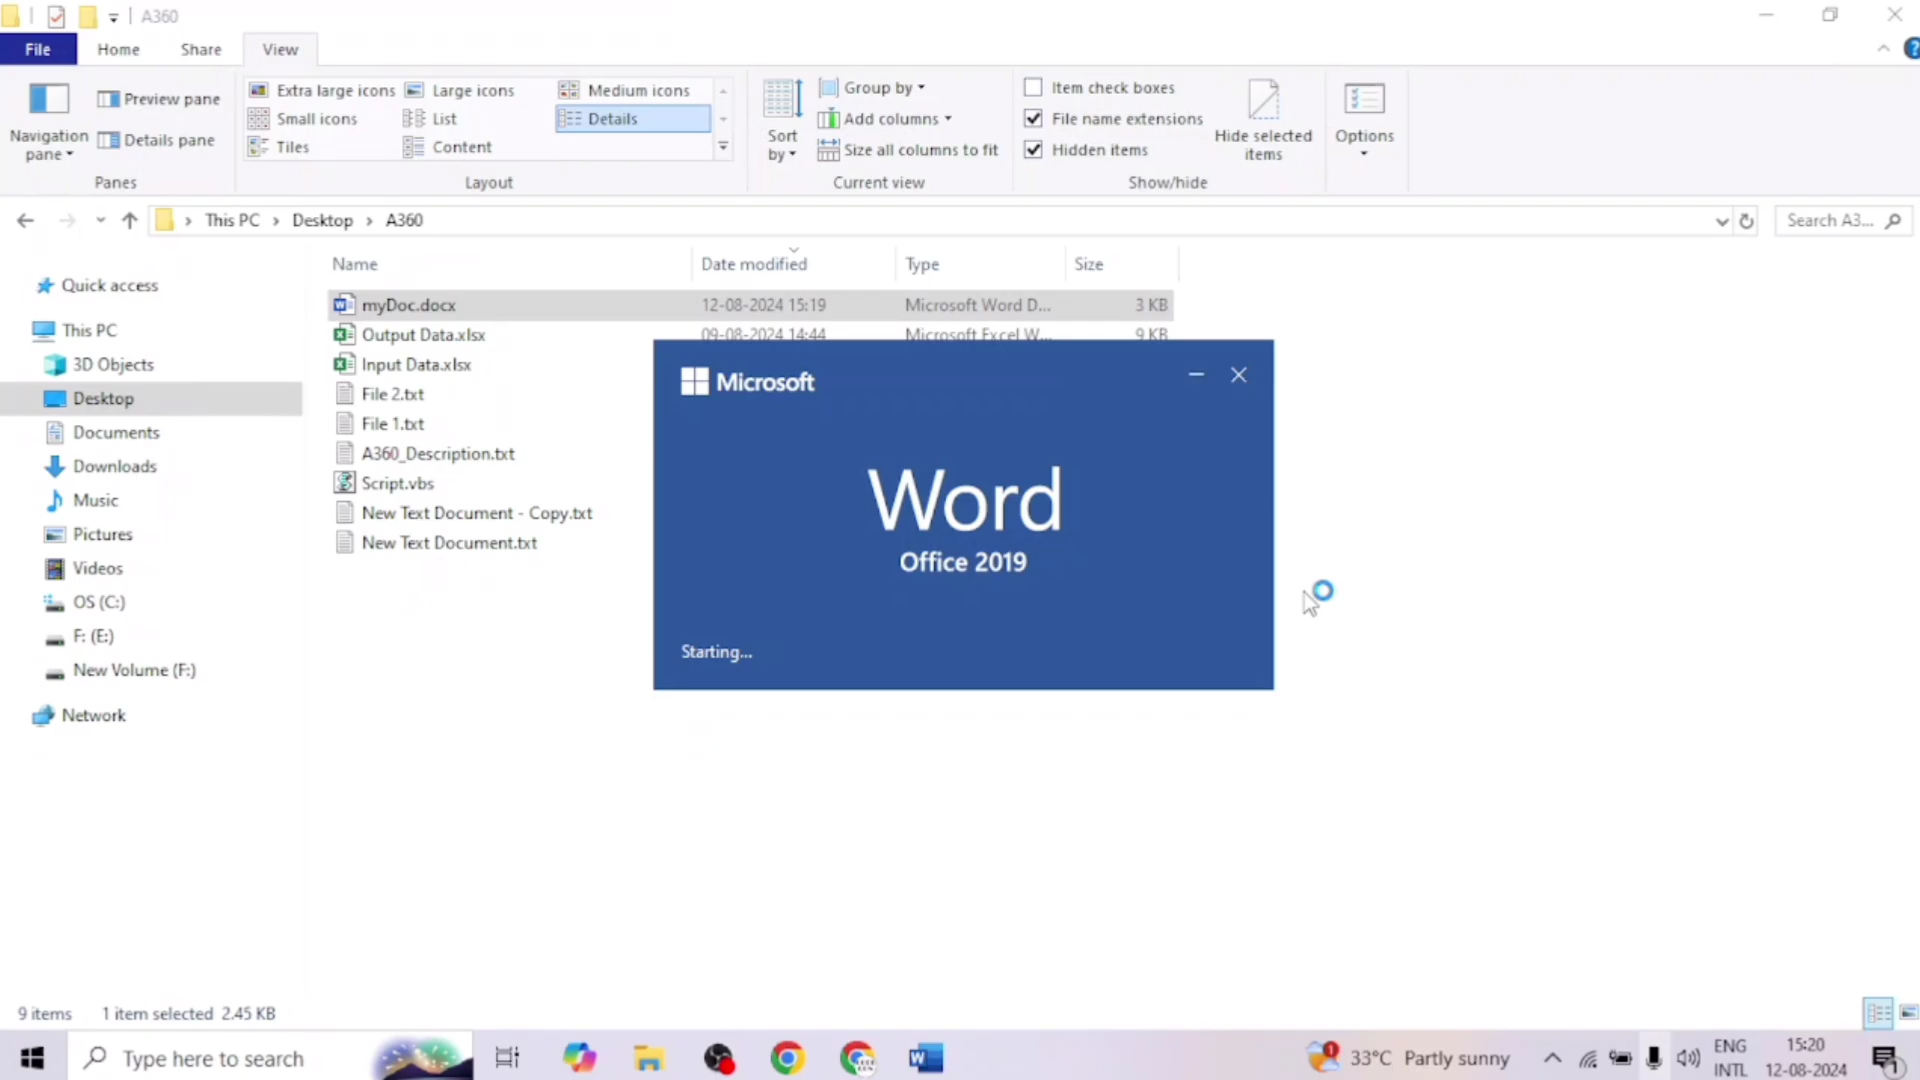 A360
File Home Share View
Navigation pane
Preview pane
Details pane
Panes
Extra large icons Large icons Medium icons
Small icons List Details
Tiles Content
Layout
Sort by
Group by
Add columns
Size all columns to fit
Current view
Item check boxes
File name extensions
Hidden items
Hide selected items
Show/hide
Options
This PC > Desktop > A360
Search A3...
Quick access
This PC
3D Objects
Desktop
Documents
Downloads
Music
Pictures
Videos
OS (C:)
F: (E:)
New Volume (F:)
Network
Name Date modified Type Size
myDoc.docx 12-08-2024 15:19 Microsoft Word D... 3 KB
Output Data.xlsx 09-08-2024 14:44 Microsoft Excel W... 9 KB
Input Data.xlsx
File 2.txt
File 1.txt
A360_Description.txt
Script.vbs
New Text Document - Copy.txt
New Text Document.txt
Microsoft
Word
Office 2019
Starting...
9 items 1 item selected 2.45 KB
Type here to search
1
33°C Partly sunny
ENG
INTL
15:20
12-08-2024
1